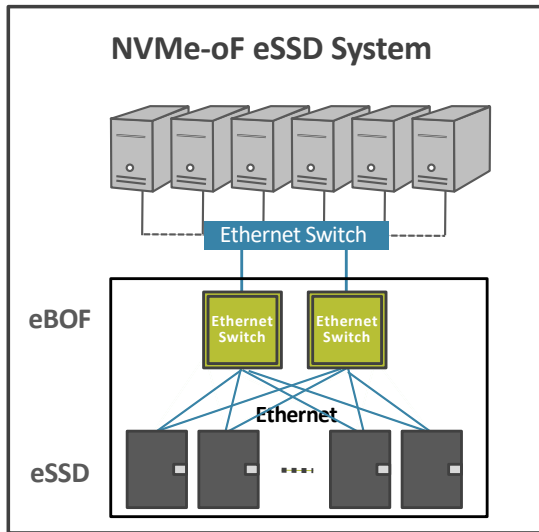 NVMe-oF eSSD System
Ethernet Switch
eBOF
Ethernet
Switch
Ethernet
Switch
Ethernet
eSSD